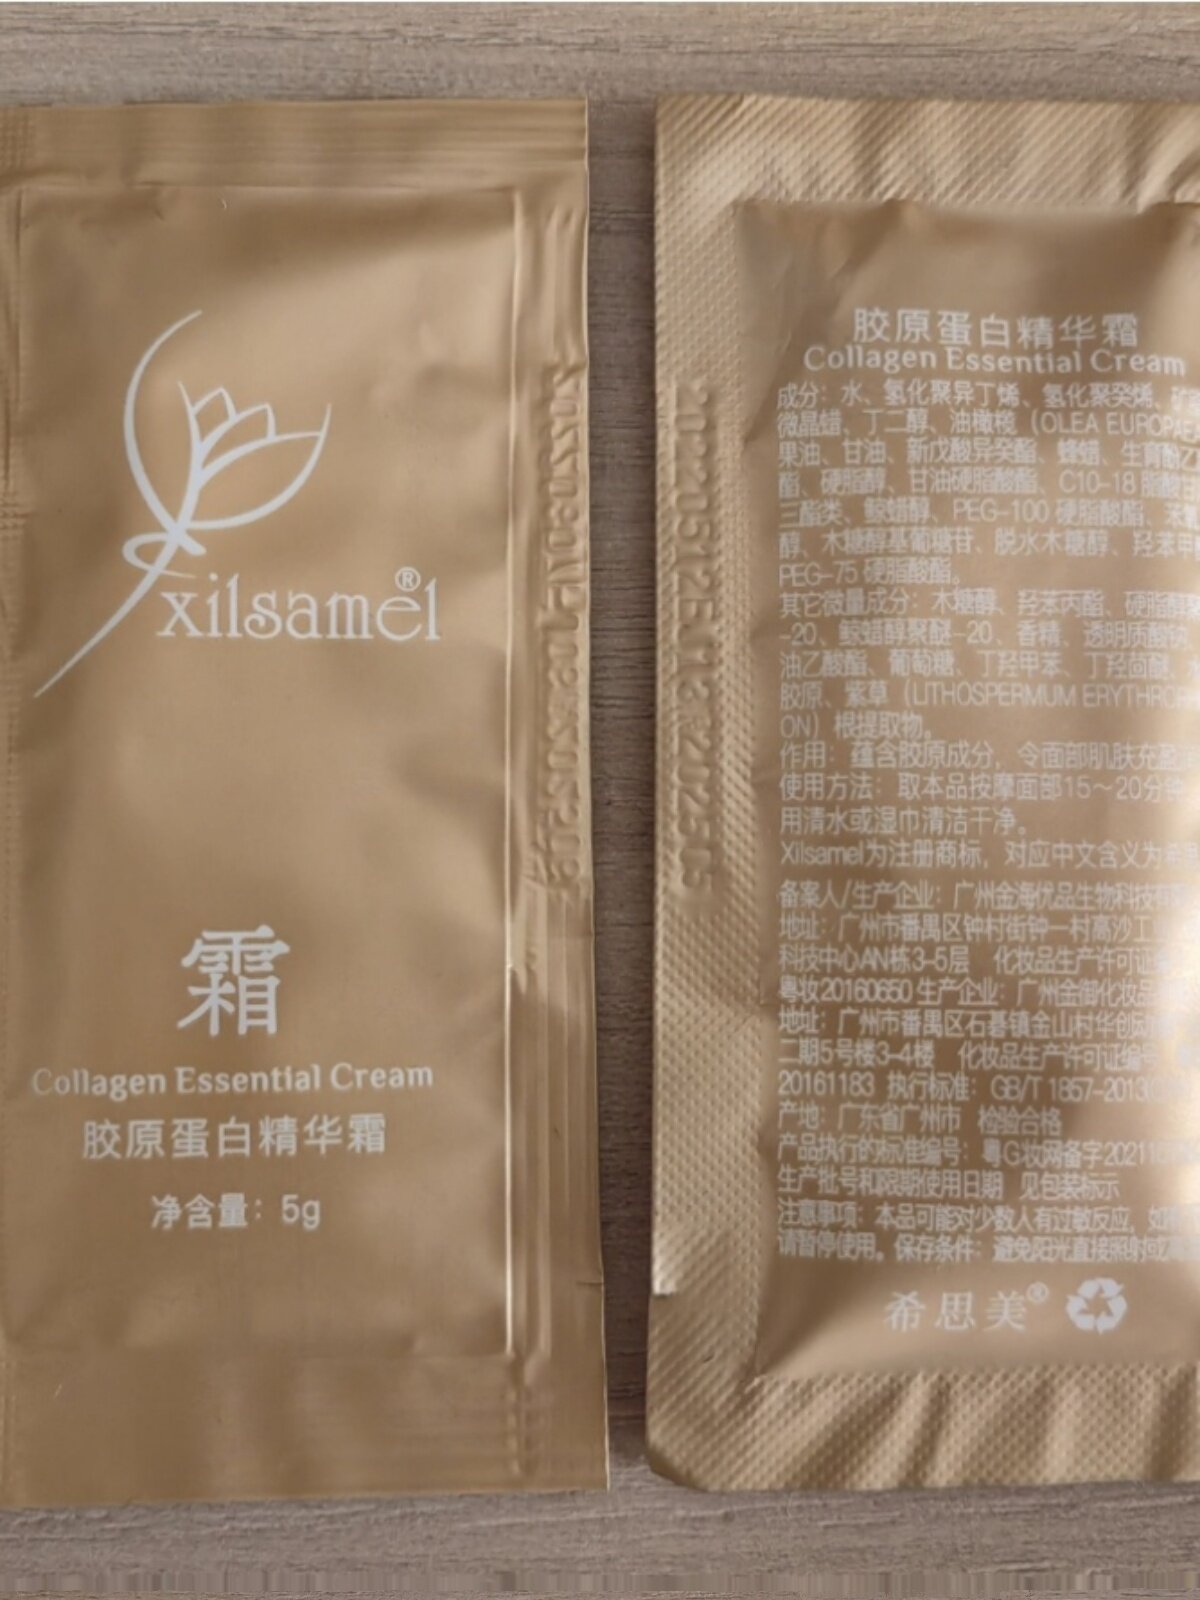 xilsamel®
霜
Collagen Essential Cream
胶原蛋白精华霜
净含量：5g
胶原蛋白精华霜
Collagen Essential Cream
成分：水、氢化聚异丁烯、氢化聚癸烯、矿
微晶蜡、丁二醇、油橄榄（OLEA EUROPAEA
果油、甘油、新戊酸异癸酯、蜂蜡、生育酚乙
酯、硬脂醇、甘油硬脂酸酯、C10-18 脂酸甘
三酯类、鲸蜡醇、PEG-100 硬脂酸酯、苯氧
醇、木糖醇基葡糖苷、脱水木糖醇、羟苯甲
PEG-75 硬脂酸酯。
其它微量成分：木糖醇、羟苯丙酯、硬脂醇聚
-20、鲸蜡醇聚醚-20、香精、透明质酸钠、
油乙酸酯、葡萄糖、丁羟甲苯、丁羟茴醚、
胶原、紫草（LITHOSPERMUM ERYTHROR
ON）根提取物。
作用：蕴含胶原成分，令面部肌肤充盈
使用方法：取本品按摩面部15～20分钟
用清水或湿巾清洁干净。
Xilsamel为注册商标，对应中文含义为希
备案人/生产企业：广州金海优品生物科技有
地址：广州市番禺区钟村街钟一村高沙工
科技中心AN栋3-5层 化妆品生产许可证
粤妆20160650 生产企业：广州金御化妆品
地址：广州市番禺区石碁镇金山村华创
二期5号楼3-4楼 化妆品生产许可证编号
20161183 执行标准：GB/T 1857-2013
产地：广东省广州市 检验合格
产品执行的标准编号：粤G妆网备字20211
生产批号和限期使用日期 见包装标示
注意事项：本品可能对少数人有过敏反应，如
请暂停使用。保存条件：避免阳光直接照射或
希思美®